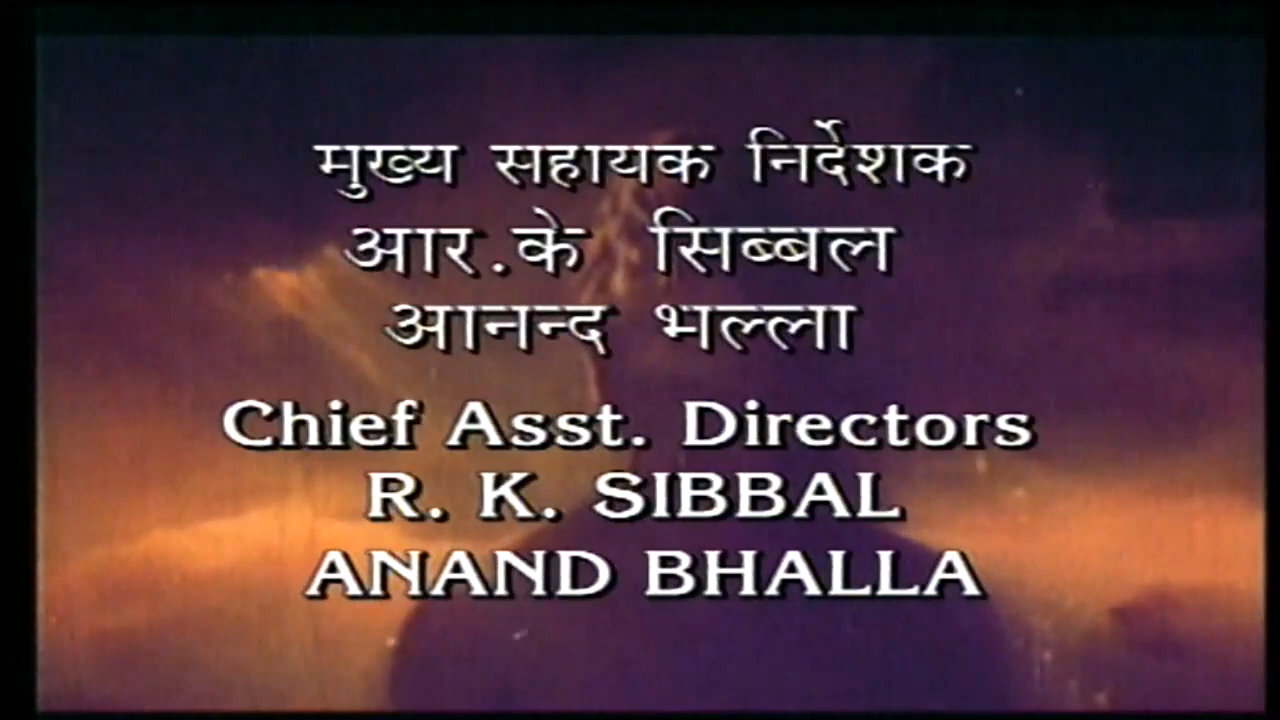 मुख्य सहायक निर्देशक
आर.के सिब्बल
आनन्द भल्ला
Chief Asst. Directors
R. K. SIBBAL
ANAND BHALLA